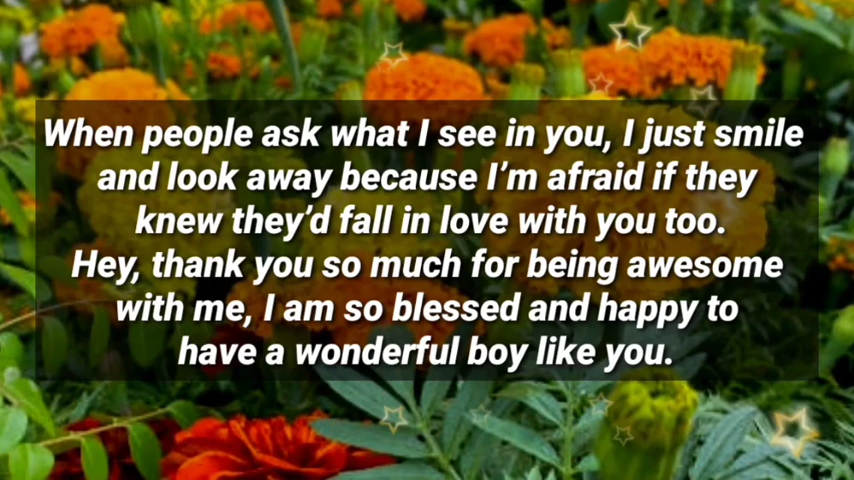 When people ask what I see in you, I just smile
and look away because I’m afraid if they
knew they’d fall in love with you too.
Hey, thank you so much for being awesome
with me, I am so blessed and happy to
have a wonderful boy like you.